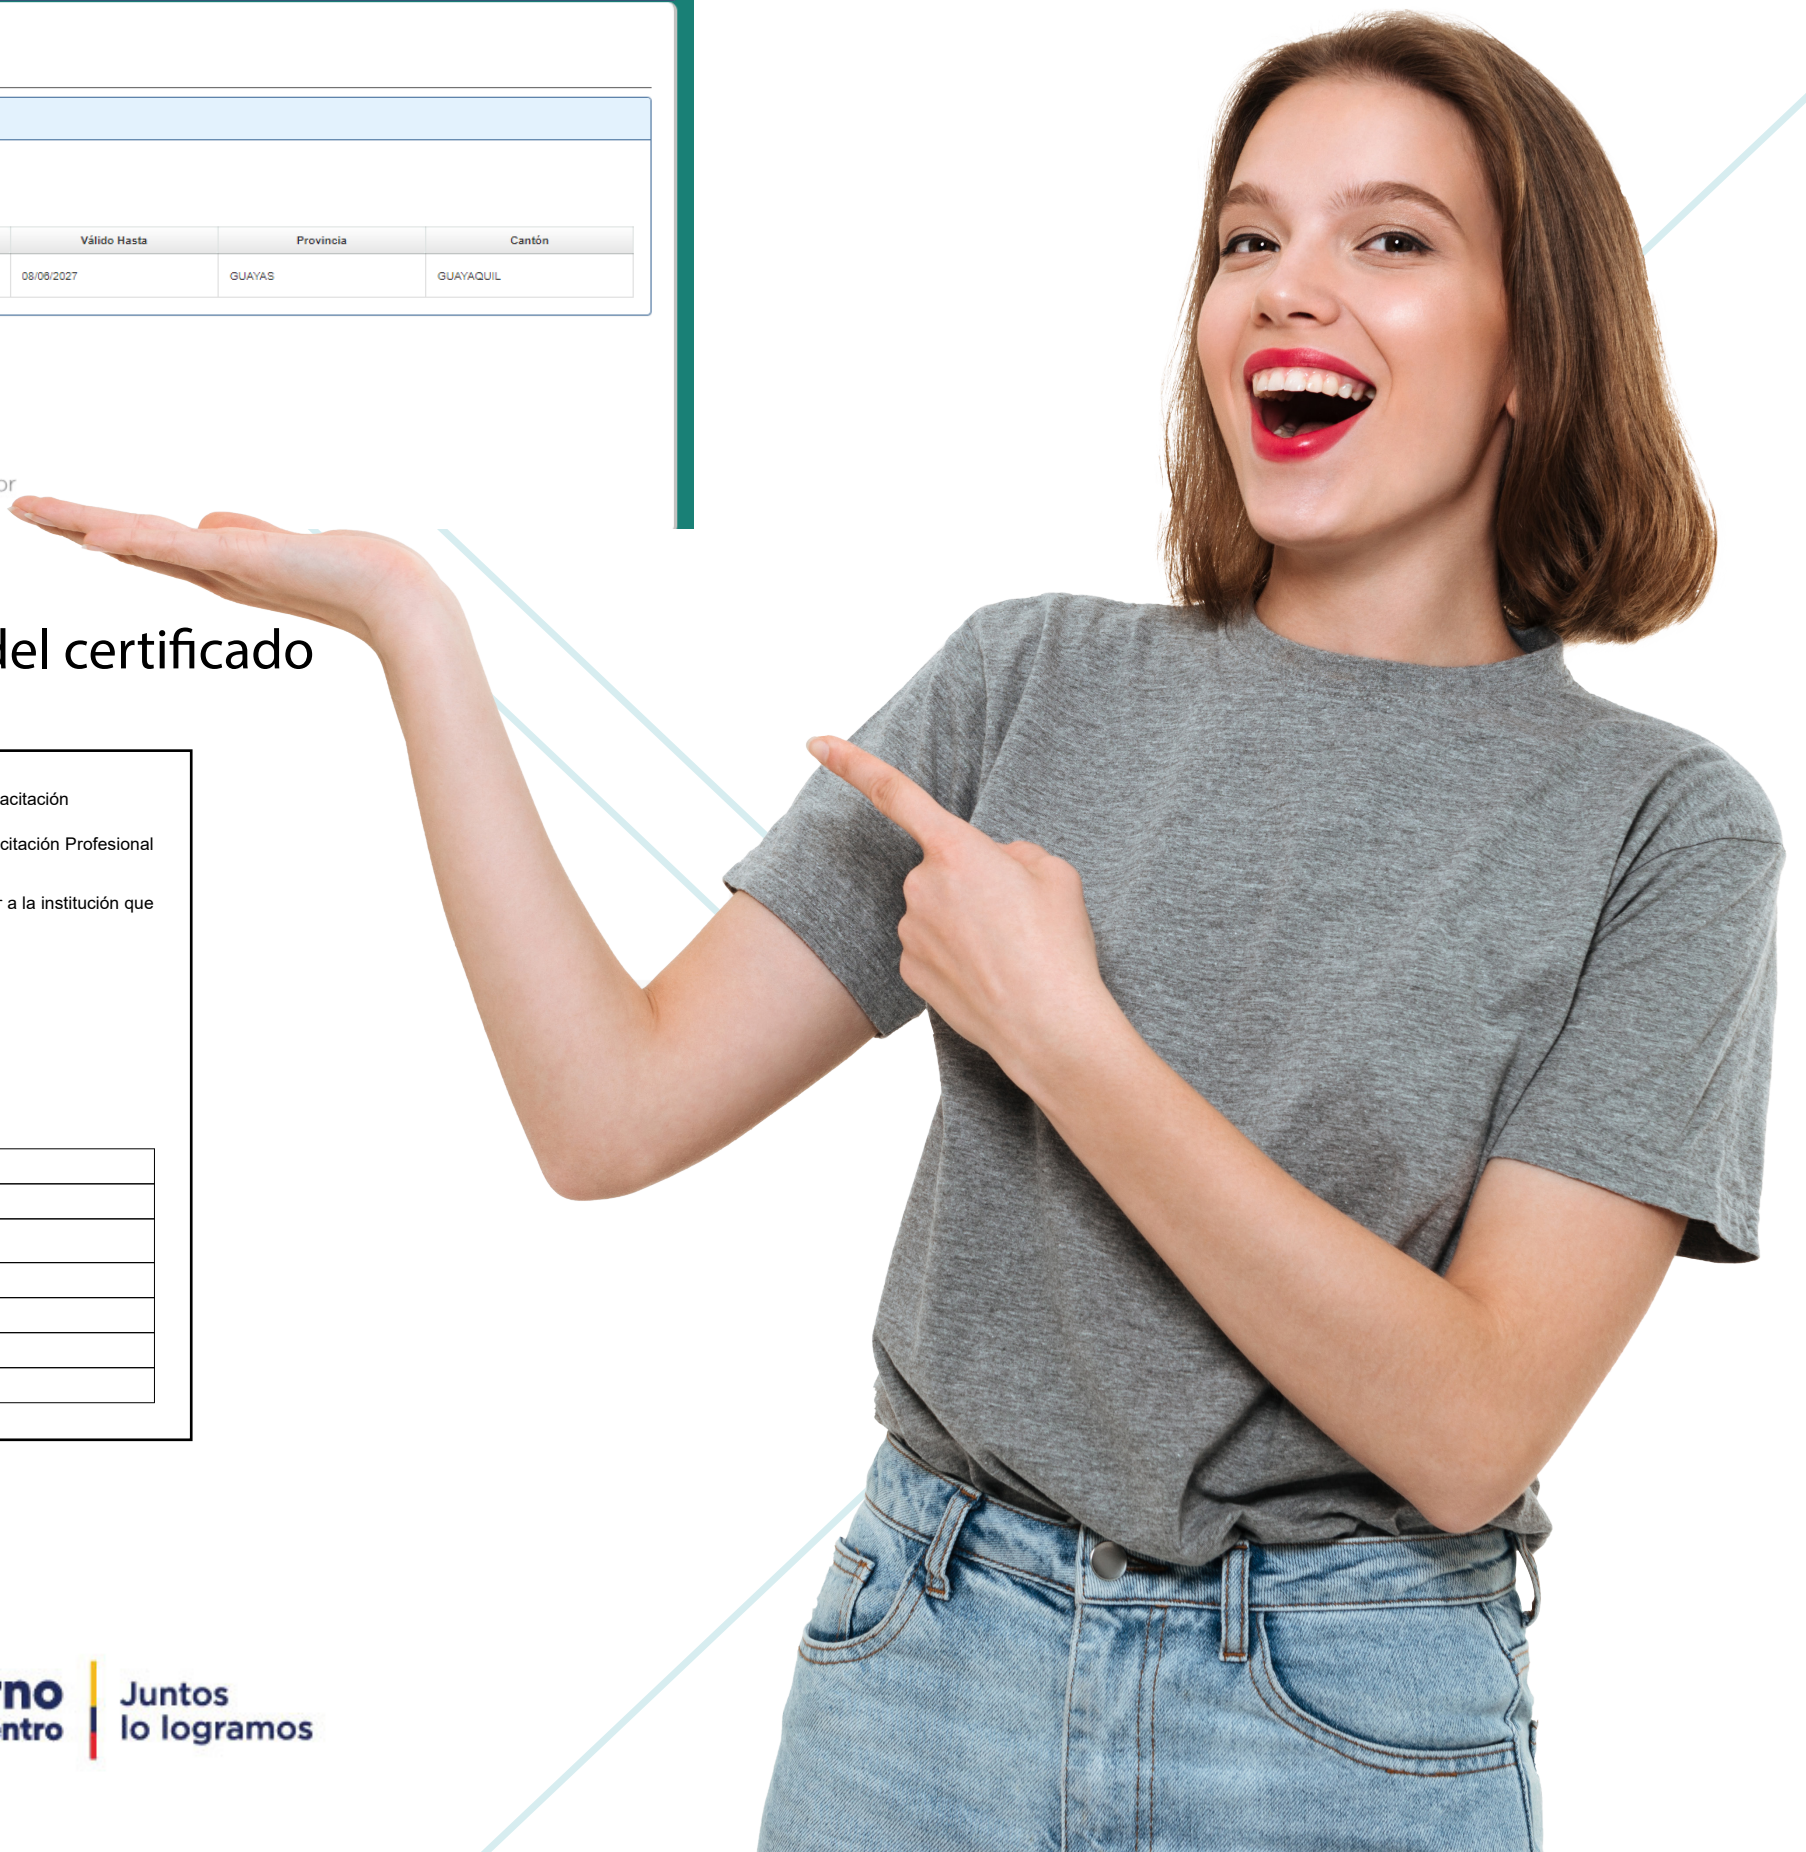 Válido Hasta Provincia Cantón
08/06/2027 GUAYAS GUAYAQUIL
or
del certificado
acitación
citación Profesional
r a la institución que
rno
ntro
Juntos
lo logramos